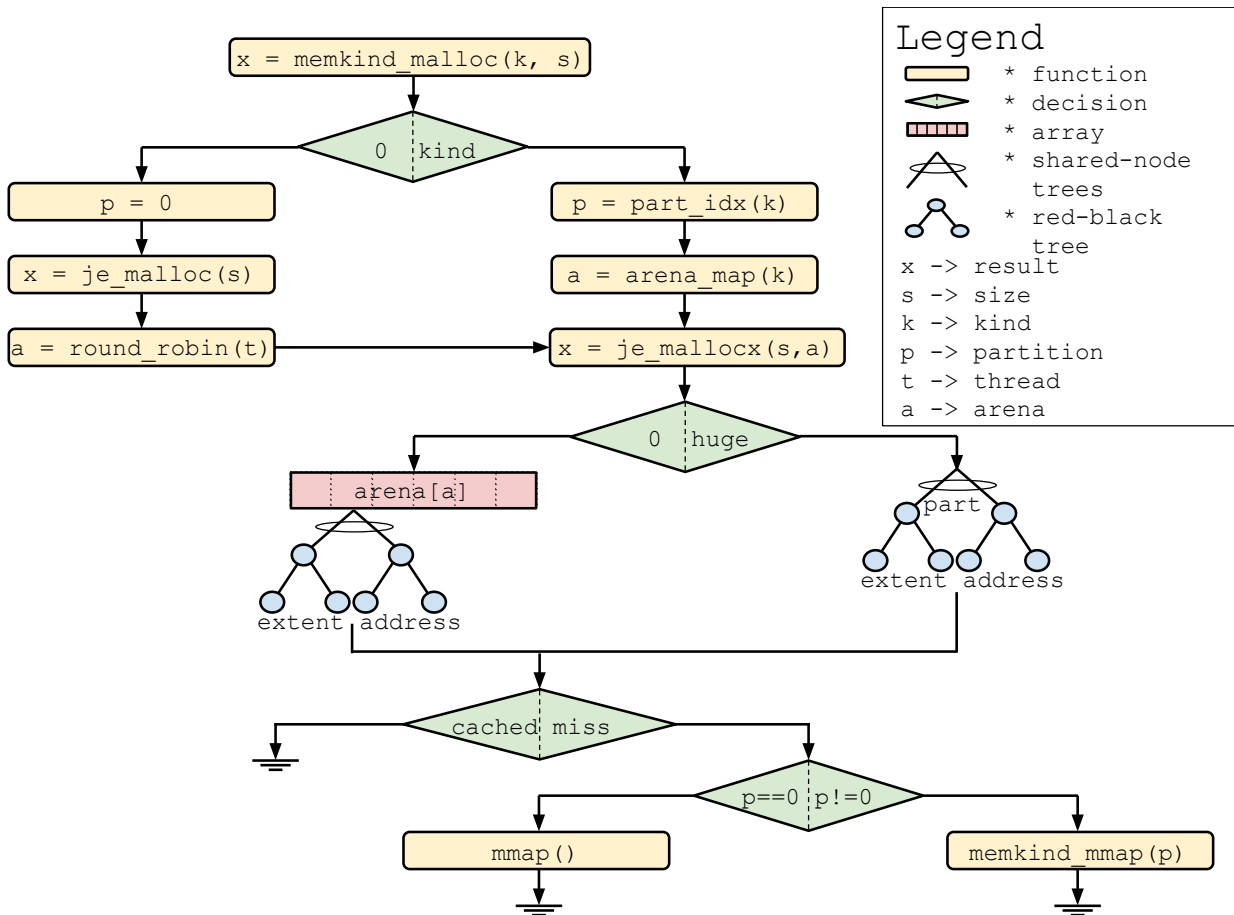 x = memkind_malloc(k, s)
0 kind
p = 0
p = part_idx(k)
x = je_malloc(s)
a = arena_map(k)
a = round_robin(t)
x = je_mallocx(s,a)
0 huge
arena[a]
part
extent address
extent address
cached miss
p==0 p!=0
mmap()
memkind_mmap(p)
Legend
* function
* decision
* array
* shared-node
trees
* red-black
tree
x -> result
s -> size
k -> kind
p -> partition
t -> thread
a -> arena